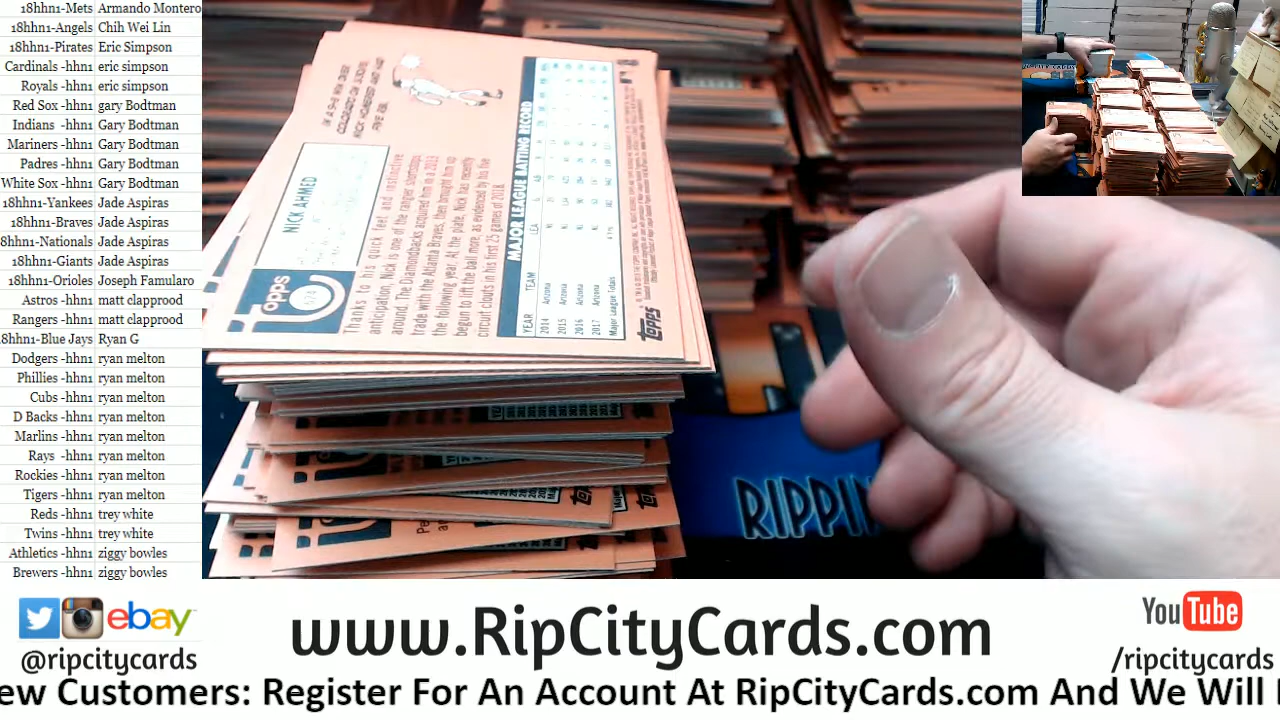 18hhn1-Mets Armando Montero
18hhn1-Angels Chih Wei Lin
18hhn1-Pirates Eric Simpson
Cardinals -hhn1 eric simpson
Royals -hhn1 eric simpson
Red Sox -hhn1 gary Bodtman
Indians -hhn1 Gary Bodtman
Mariners -hhn1 Gary Bodtman
Padres -hhn1 Gary Bodtman
White Sox -hhn1 Gary Bodtman
18hhn1-Yankees Jade Aspiras
18hhn1-Braves Jade Aspiras
8hhn1-Nationals Jade Aspiras
18hhn1-Giants Jade Aspiras
18hhn1-Orioles Joseph Famularo
Astros -hhn1 matt clapprood
Rangers -hhn1 matt clapprood
18hhn1-Blue Jays Ryan G
Dodgers -hhn1 ryan melton
Phillies -hhn1 ryan melton
Cubs -hhn1 ryan melton
D Backs -hhn1 ryan melton
Marlins -hhn1 ryan melton
Rays -hhn1 ryan melton
Rockies -hhn1 ryan melton
Tigers -hhn1 ryan melton
Reds -hhn1 trey white
Twins -hhn1 trey white
Athletics -hhn1 ziggy bowles
Brewers -hhn1 ziggy bowles
topps
NICK AHMED
Thanks to his quick feet and instinctive
anticipation, Nick is one of the ranger shortstops
around. The Diamondbacks acquired him in a 2013
trade with the Atlanta Braves, then brought him up
the following year. At the plate, Nick has recently
begun to lift the ball more, as evidenced by his five
circuit clouts in his first 25 games of 2018.
MAJOR LEAGUE BATTING RECORD
YEAR TEAM LEA
2014 Arizona NL
2015 Arizona NL
2016 Arizona NL
2017 Arizona NL
Major League Totals
topps
RIPPIN
www.RipCityCards.com
ebay
@ripcitycards
YouTube
/ripcitycards
ew Customers: Register For An Account At RipCityCards.com And We Will